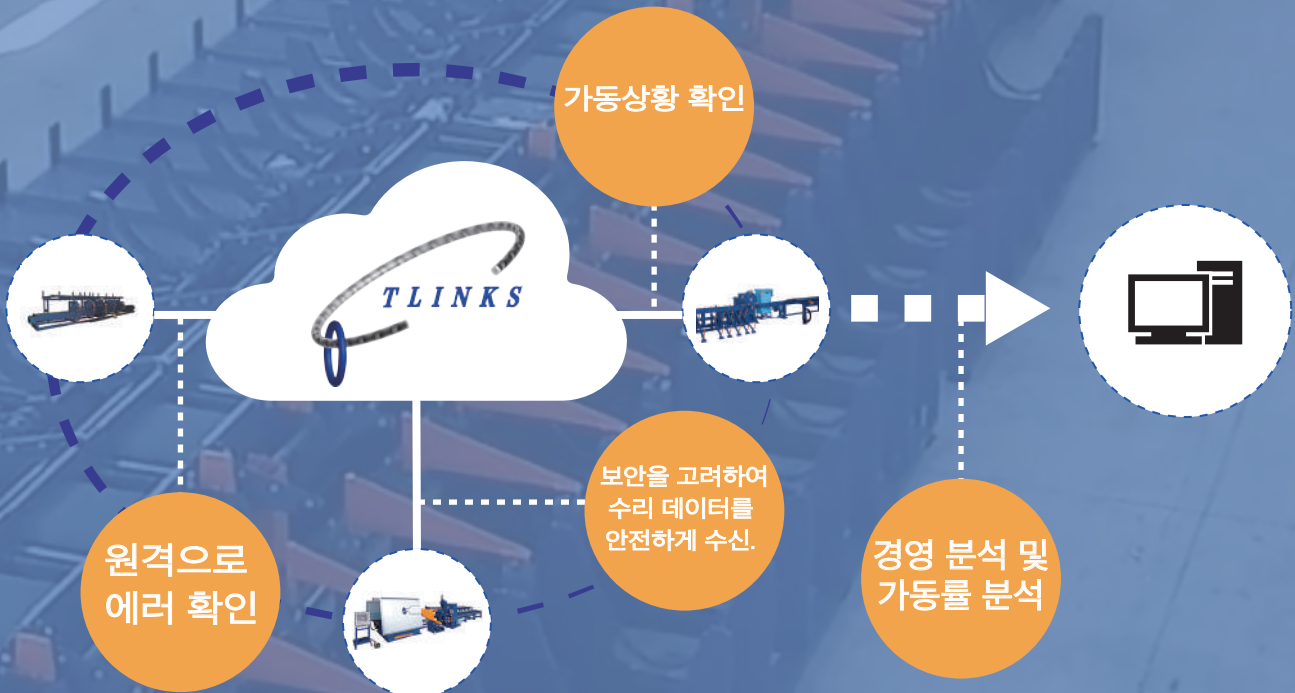 가동상황 확인
TLINKS
보안을 고려하여
수리 데이터를
안전하게 수신.
원격으로
에러 확인
경영 분석 및
가동률 분석